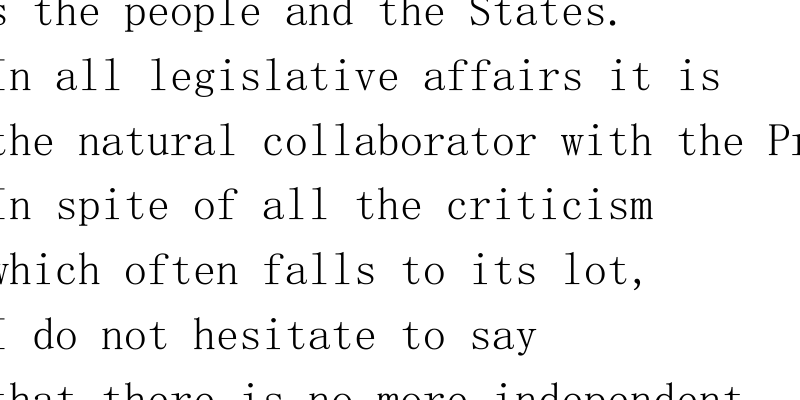 s the people and the States.
In all legislative affairs it is
the natural collaborator with the Pr
In spite of all the criticism
which often falls to its lot,
I do not hesitate to say
that there is no more independent